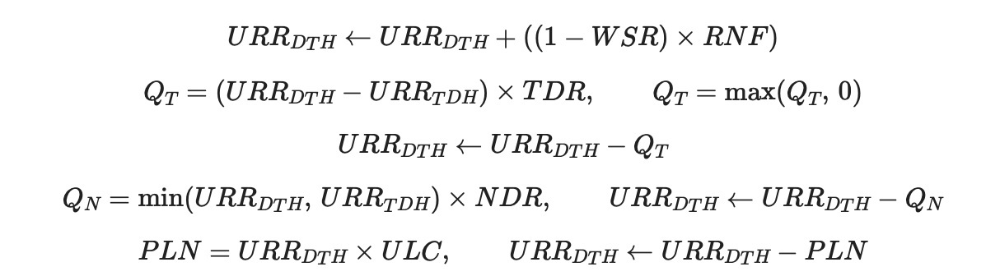 $URR_{DTH} \leftarrow URR_{DTH} + ((1 - WSR) \times RNF)$
$Q_T = (URR_{DTH} - URR_{TDH}) \times TDR, \qquad Q_T = \max(Q_T, 0)$
$URR_{DTH} \leftarrow URR_{DTH} - Q_T$
$Q_N = \min(URR_{DTH}, URR_{TDH}) \times NDR, \qquad URR_{DTH} \leftarrow URR_{DTH} - Q_N$
$PLN = URR_{DTH} \times ULC, \qquad URR_{DTH} \leftarrow URR_{DTH} - PLN$